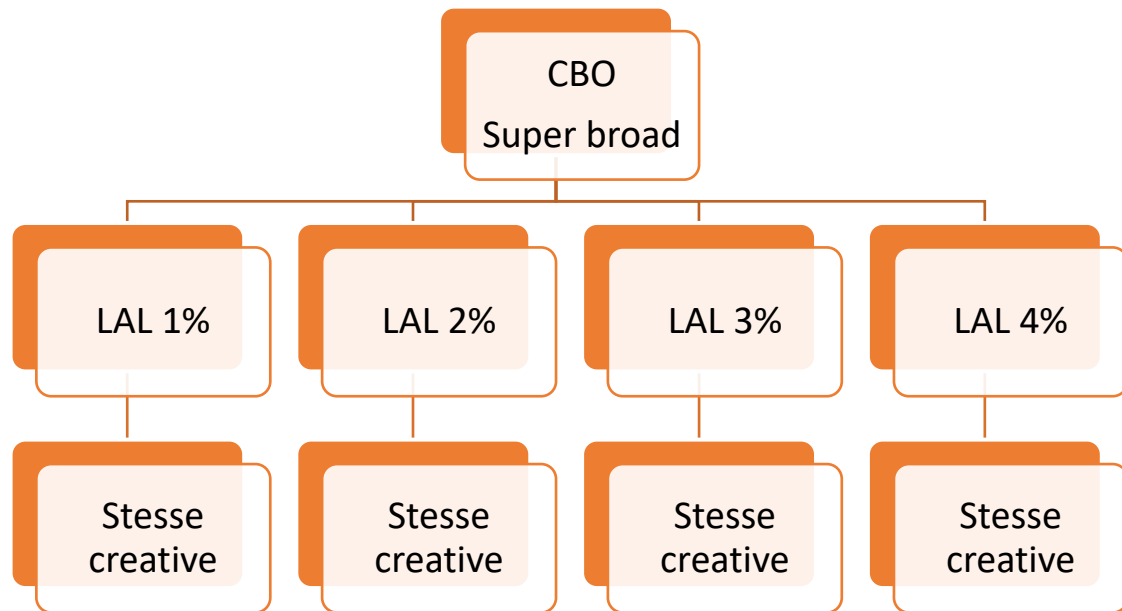 CBO
Super broad
LAL 1%
LAL 2%
LAL 3%
LAL 4%
Stesse
creative
Stesse
creative
Stesse
creative
Stesse
creative